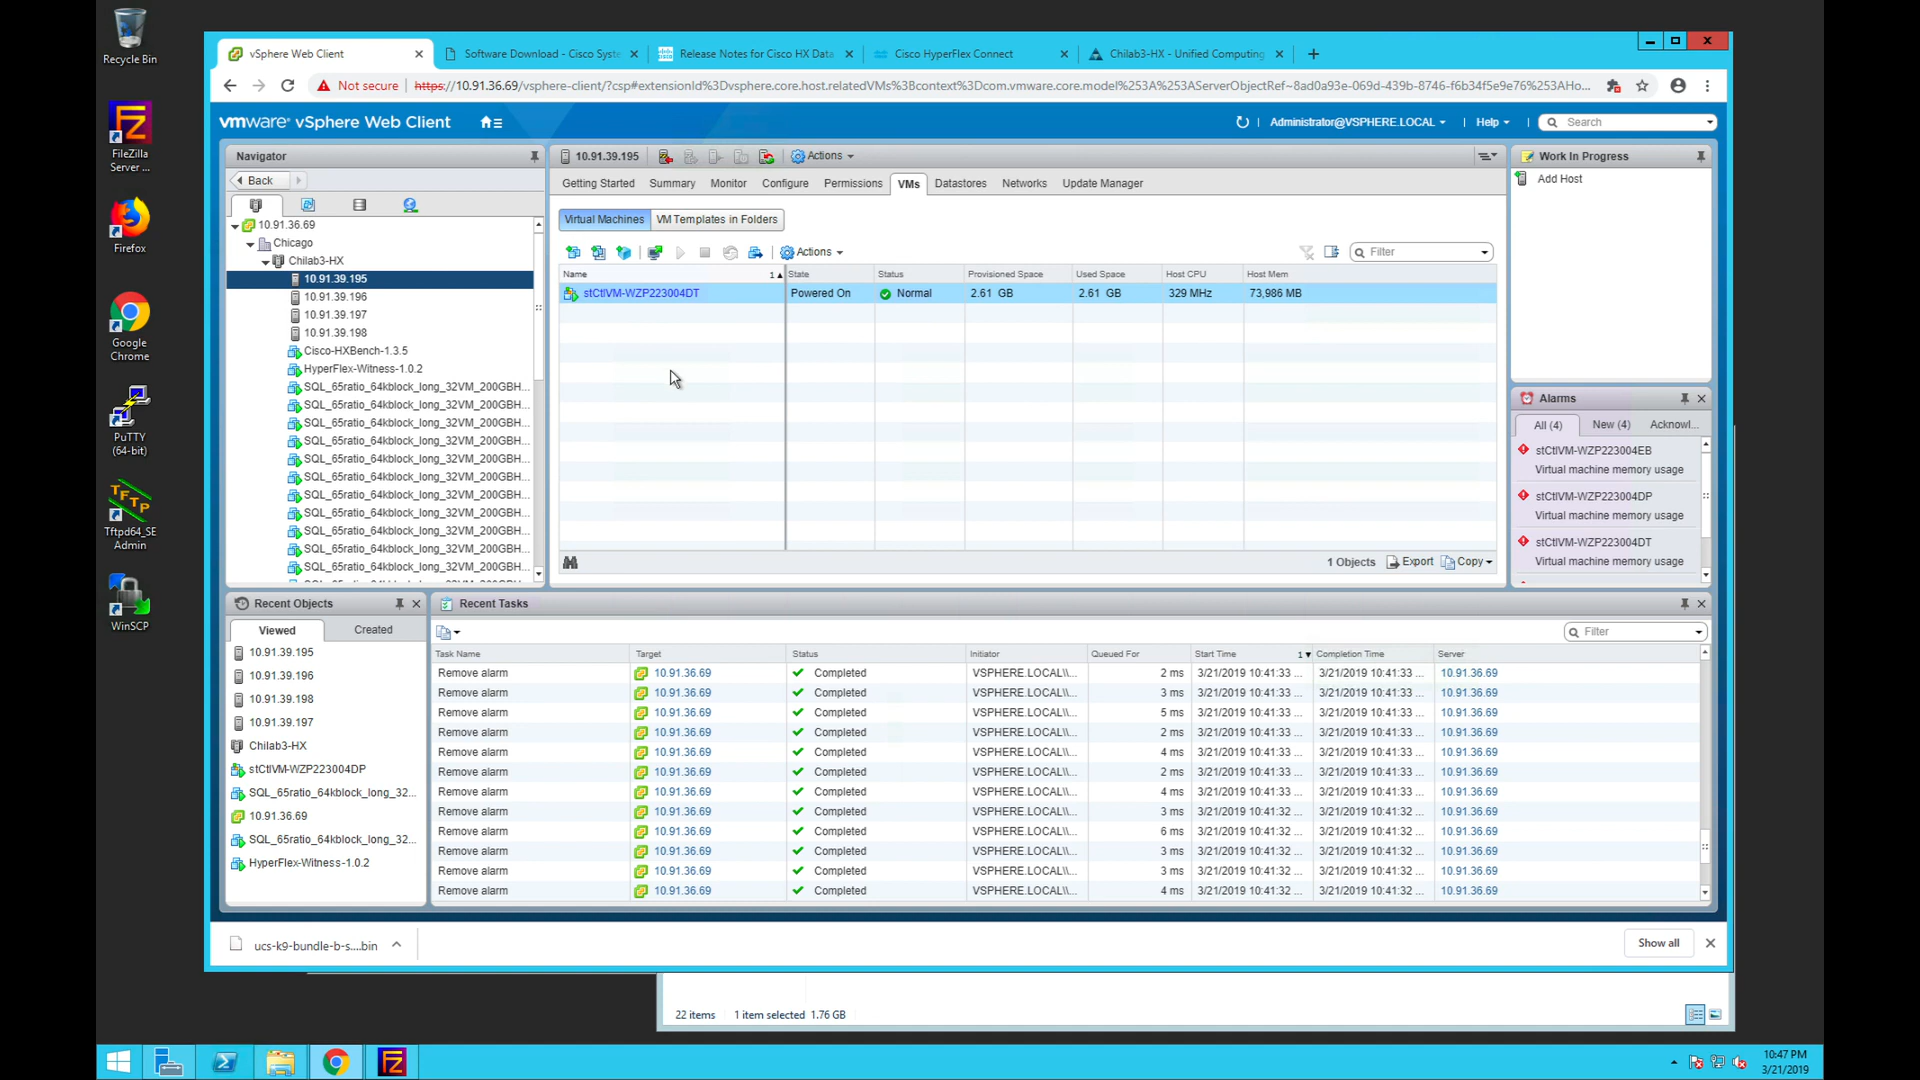 Recycle Bin
FileZilla
Server ...
Firefox
Google
Chrome
PuTTY
(64-bit)
Tftpd64_SE
Admin
WinSCP
vSphere Web Client
Software Download - Cisco Syste
Release Notes for Cisco HX Data
Cisco HyperFlex Connect
Chilab3-HX - Unified Computing
Not secure
https://10.91.36.69/vsphere-client/?csp#extensionId%3Dvsphere.core.host.relatedVMs%3Bcontext%3Dcom.vmware.core.model%253A%253AServerObjectRef~8ad0a93e-069d-439b-8746-f6b34f5e9e76%253AHo...
vmware® vSphere Web Client
Administrator@VSPHERE.LOCAL
Help
Search
Navigator
Back
10.91.36.69
Chicago
Chilab3-HX
10.91.39.195
10.91.39.196
10.91.39.197
10.91.39.198
Cisco-HXBench-1.3.5
HyperFlex-Witness-1.0.2
SQL_65ratio_64kblock_long_32VM_200GBH...
SQL_65ratio_64kblock_long_32VM_200GBH...
SQL_65ratio_64kblock_long_32VM_200GBH...
SQL_65ratio_64kblock_long_32VM_200GBH...
SQL_65ratio_64kblock_long_32VM_200GBH...
SQL_65ratio_64kblock_long_32VM_200GBH...
SQL_65ratio_64kblock_long_32VM_200GBH...
SQL_65ratio_64kblock_long_32VM_200GBH...
SQL_65ratio_64kblock_long_32VM_200GBH...
SQL_65ratio_64kblock_long_32VM_200GBH...
SQL_65ratio_64kblock_long_32VM_200GBH...
10.91.39.195
Actions
Getting Started Summary Monitor Configure Permissions VMs Datastores Networks Update Manager
Virtual Machines VM Templates in Folders
Actions
Filter
Name 1 State Status Provisioned Space Used Space Host CPU Host Mem
stCtlVM-WZP223004DT Powered On Normal 2.61 GB 2.61 GB 329 MHz 73,986 MB
1 Objects Export Copy
Work In Progress
Add Host
Alarms
All (4) New (4) Acknowl...
stCtlVM-WZP223004EB
Virtual machine memory usage
stCtlVM-WZP223004DP
Virtual machine memory usage
stCtlVM-WZP223004DT
Virtual machine memory usage
Recent Objects
Viewed Created
10.91.39.195
10.91.39.196
10.91.39.198
10.91.39.197
Chilab3-HX
stCtlVM-WZP223004DP
SQL_65ratio_64kblock_long_32...
10.91.36.69
SQL_65ratio_64kblock_long_32...
HyperFlex-Witness-1.0.2
Recent Tasks
Filter
Task Name Target Status Initiator Queued For Start Time 1 Completion Time Server
Remove alarm 10.91.36.69 Completed VSPHERE.LOCAL\\... 2 ms 3/21/2019 10:41:33 ... 3/21/2019 10:41:33 ... 10.91.36.69
Remove alarm 10.91.36.69 Completed VSPHERE.LOCAL\\... 3 ms 3/21/2019 10:41:33 ... 3/21/2019 10:41:33 ... 10.91.36.69
Remove alarm 10.91.36.69 Completed VSPHERE.LOCAL\\... 5 ms 3/21/2019 10:41:33 ... 3/21/2019 10:41:33 ... 10.91.36.69
Remove alarm 10.91.36.69 Completed VSPHERE.LOCAL\\... 2 ms 3/21/2019 10:41:33 ... 3/21/2019 10:41:33 ... 10.91.36.69
Remove alarm 10.91.36.69 Completed VSPHERE.LOCAL\\... 4 ms 3/21/2019 10:41:33 ... 3/21/2019 10:41:33 ... 10.91.36.69
Remove alarm 10.91.36.69 Completed VSPHERE.LOCAL\\... 2 ms 3/21/2019 10:41:33 ... 3/21/2019 10:41:33 ... 10.91.36.69
Remove alarm 10.91.36.69 Completed VSPHERE.LOCAL\\... 4 ms 3/21/2019 10:41:33 ... 3/21/2019 10:41:33 ... 10.91.36.69
Remove alarm 10.91.36.69 Completed VSPHERE.LOCAL\\... 3 ms 3/21/2019 10:41:32 ... 3/21/2019 10:41:32 ... 10.91.36.69
Remove alarm 10.91.36.69 Completed VSPHERE.LOCAL\\... 6 ms 3/21/2019 10:41:32 ... 3/21/2019 10:41:32 ... 10.91.36.69
Remove alarm 10.91.36.69 Completed VSPHERE.LOCAL\\... 3 ms 3/21/2019 10:41:32 ... 3/21/2019 10:41:32 ... 10.91.36.69
Remove alarm 10.91.36.69 Completed VSPHERE.LOCAL\\... 3 ms 3/21/2019 10:41:32 ... 3/21/2019 10:41:32 ... 10.91.36.69
Remove alarm 10.91.36.69 Completed VSPHERE.LOCAL\\... 4 ms 3/21/2019 10:41:32 ... 3/21/2019 10:41:32 ... 10.91.36.69
ucs-k9-bundle-b-s....bin
Show all
22 items 1 item selected 1.76 GB
10:47 PM
3/21/2019